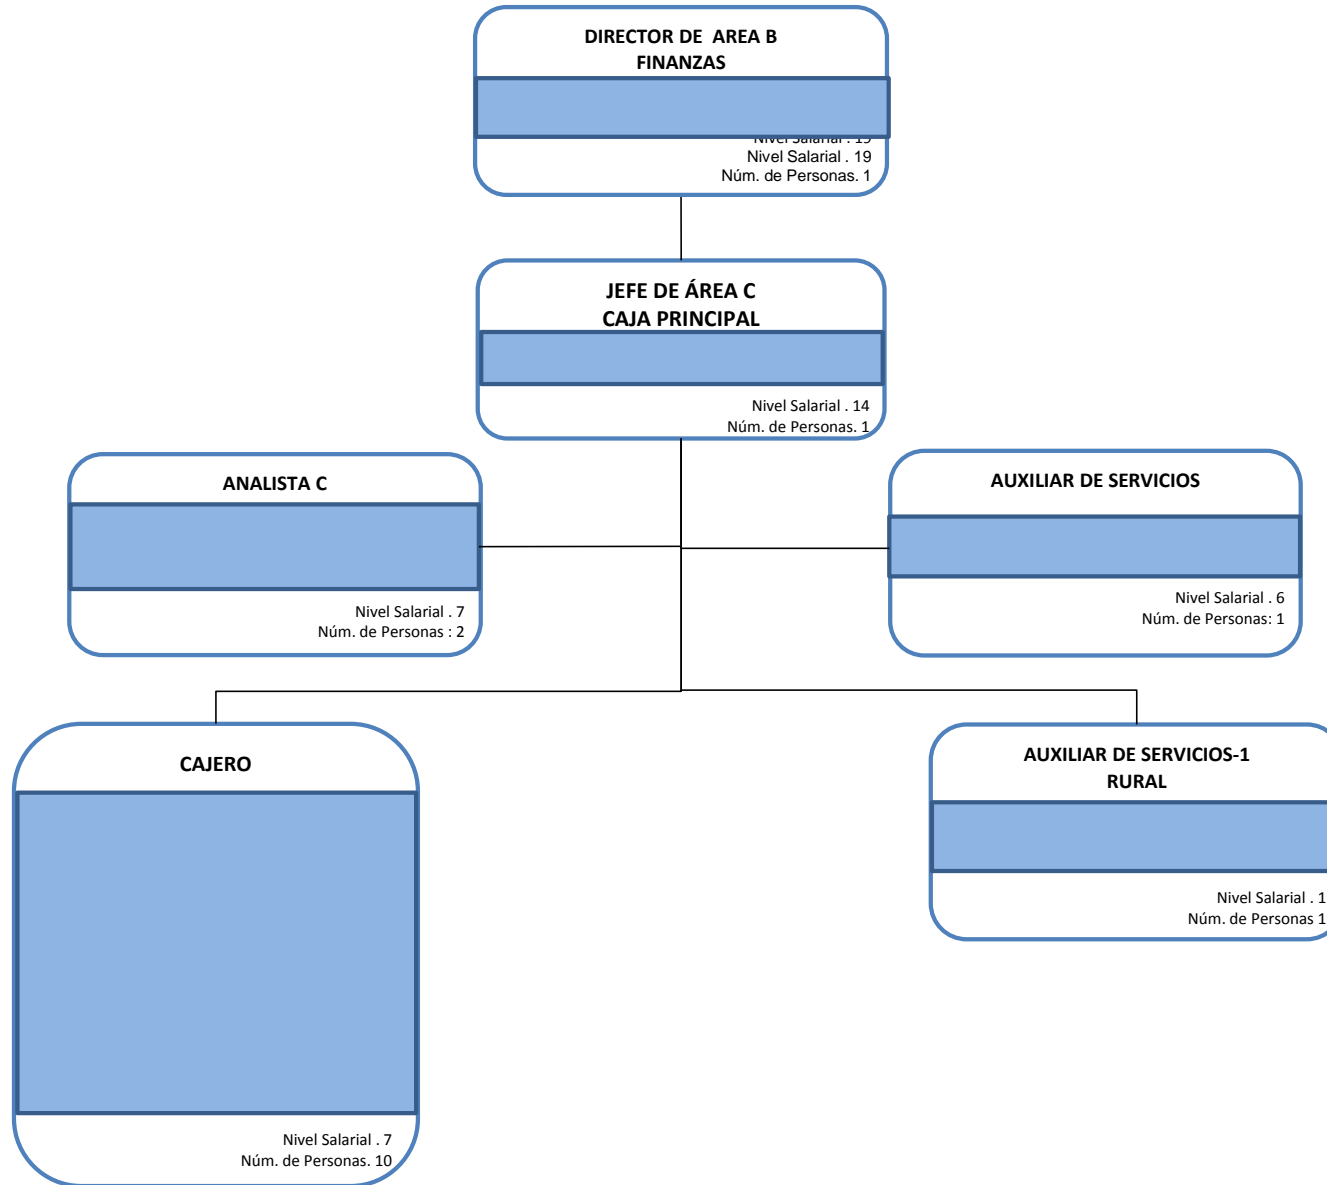 DIRECTOR DE AREA B
FINANZAS
Nivel Salarial . 19
Nivel Salarial . 19
Núm. de Personas. 1
JEFE DE ÁREA C
CAJA PRINCIPAL
Nivel Salarial . 14
Núm. de Personas. 1
ANALISTA C
Nivel Salarial . 7
Núm. de Personas : 2
AUXILIAR DE SERVICIOS
Nivel Salarial . 6
Núm. de Personas: 1
CAJERO
Nivel Salarial . 7
Núm. de Personas. 10
AUXILIAR DE SERVICIOS-1
RURAL
Nivel Salarial . 1
Núm. de Personas 1